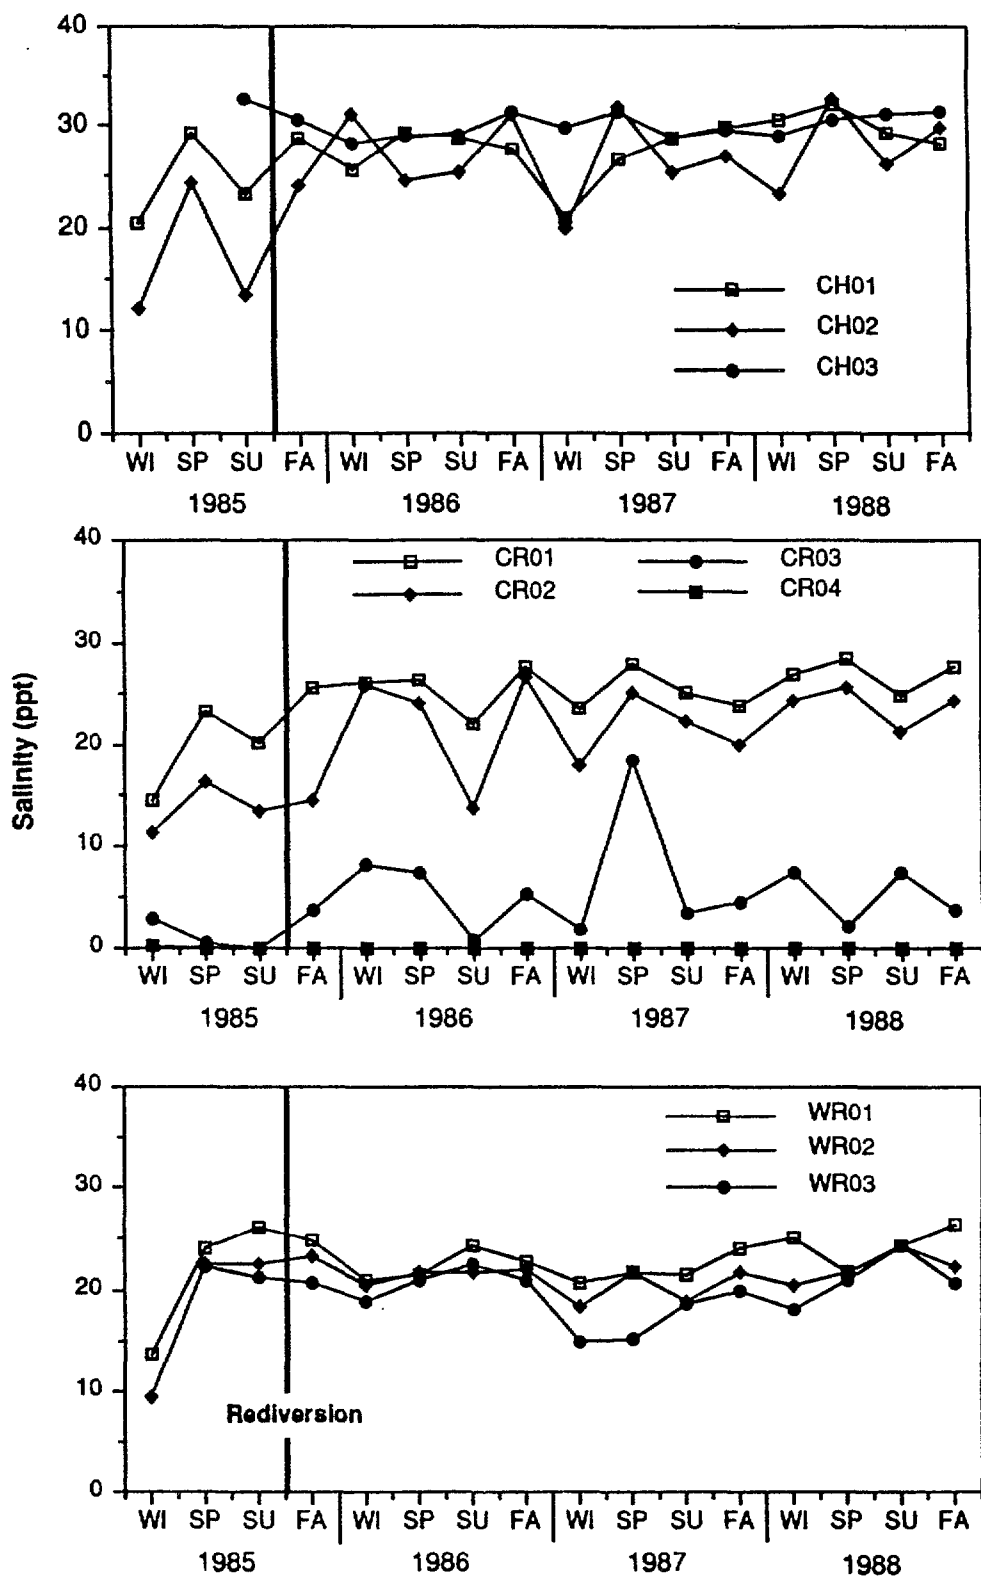 40
30
20
10
0
CH01
CH02
CH03
WI SP SU FA WI SP SU FA WI SP SU FA WI SP SU FA
1985 1986 1987 1988
Salinity (ppt)
40
30
20
10
0
CR01 CR03
CR02 CR04
WI SP SU FA WI SP SU FA WI SP SU FA WI SP SU FA
1985 1986 1987 1988
40
30
20
10
0
WR01
WR02
WR03
Rediversion
WI SP SU FA WI SP SU FA WI SP SU FA WI SP SU FA
1985 1986 1987 1988